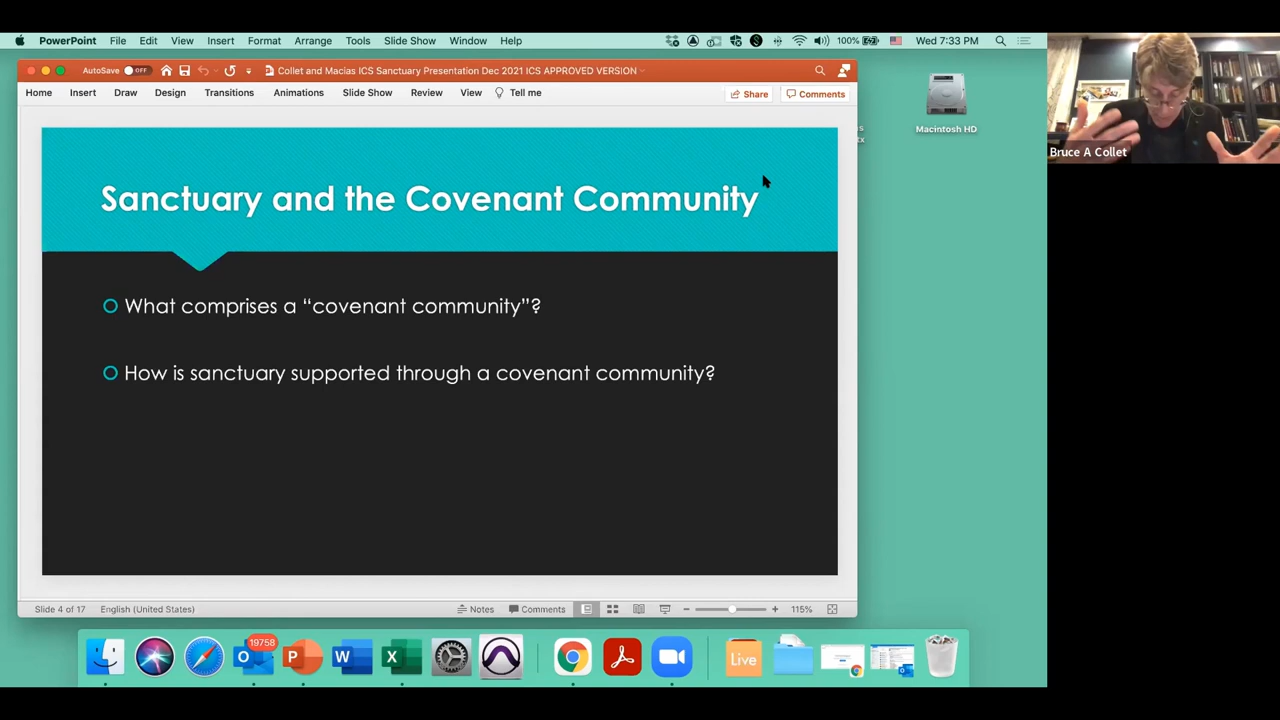 PowerPoint File Edit View Insert Format Arrange Tools Slide Show Window Help 100% Wed 7:33 PM
AutoSave OFF Collet and Macias ICS Sanctuary Presentation Dec 2021 ICS APPROVED VERSION
Home Insert Draw Design Transitions Animations Slide Show Review View Tell me Share Comments
Macintosh HD
Bruce A Collet
Sanctuary and the Covenant Community
What comprises a “covenant community”?
How is sanctuary supported through a covenant community?
Slide 4 of 17 English (United States) Notes Comments 115%
19758
Live